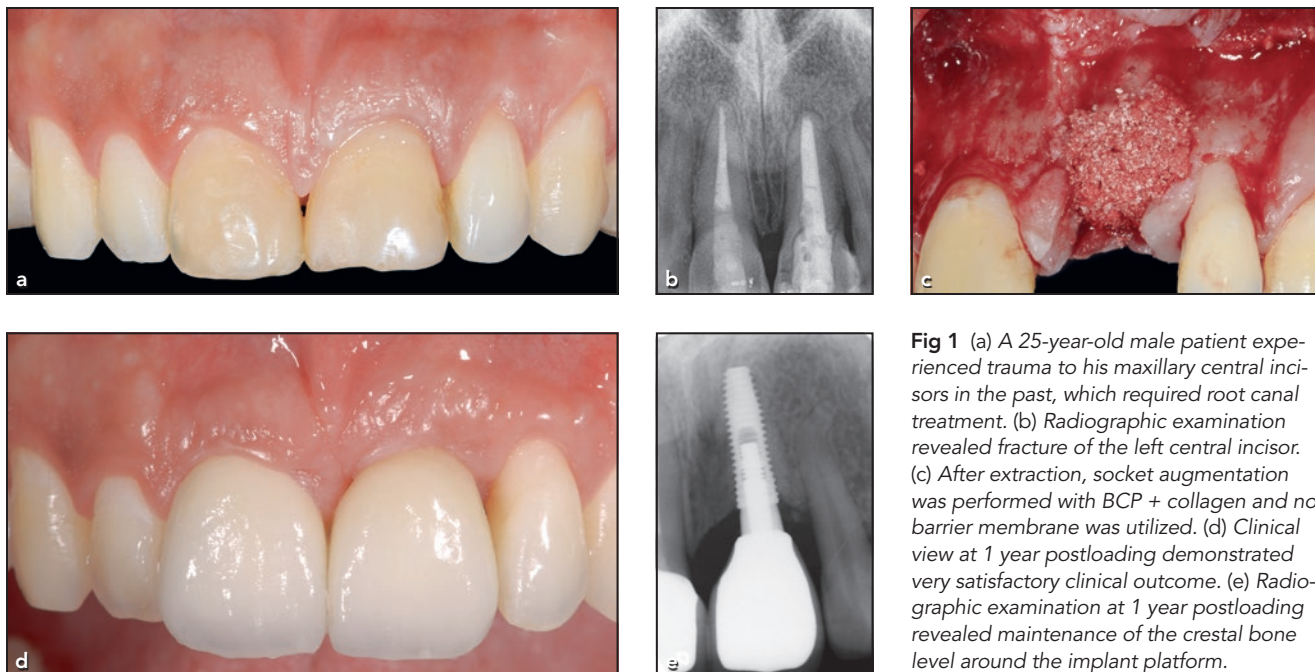 a
b
c
d
e
Fig 1 (a) A 25-year-old male patient expe-
rienced trauma to his maxillary central inci-
sors in the past, which required root canal
treatment. (b) Radiographic examination
revealed fracture of the left central incisor.
(c) After extraction, socket augmentation
was performed with BCP + collagen and no
barrier membrane was utilized. (d) Clinical
view at 1 year postloading demonstrated
very satisfactory clinical outcome. (e) Radio-
graphic examination at 1 year postloading
revealed maintenance of the crestal bone
level around the implant platform.